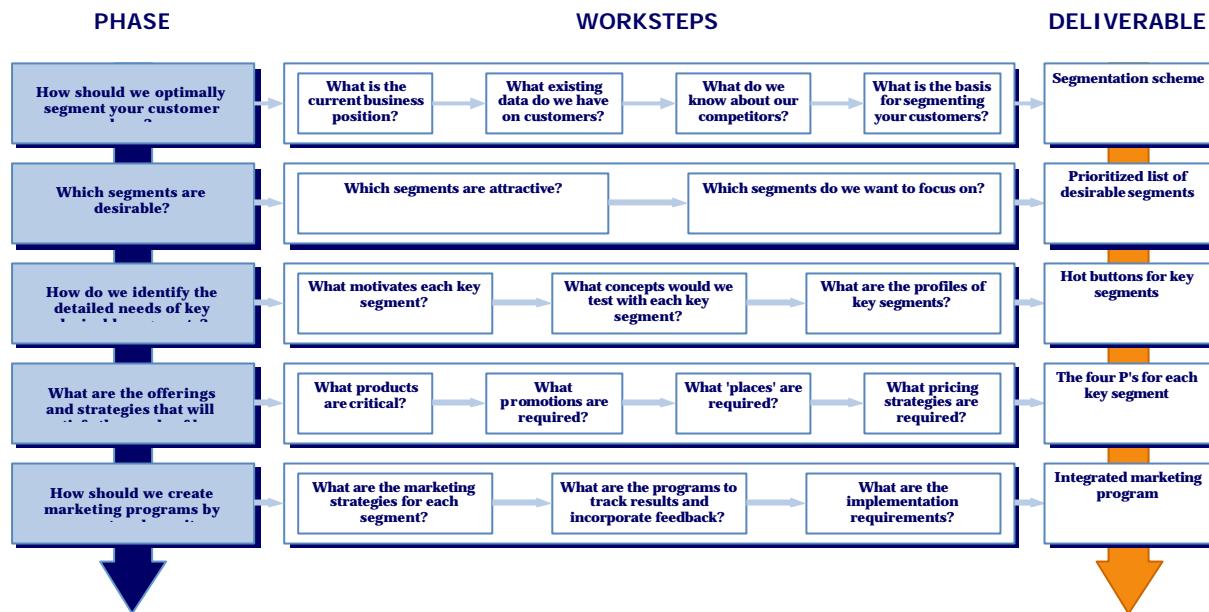 PHASE
WORKSTEPS
DELIVERABLE
How should we optimally
segment your customer
What is the
current business
position?
What existing
data do we have
on customers?
What do we
know about our
competitors?
What is the basis
for segmenting
your customers?
Segmentation scheme
Which segments are
desirable?
Which segments are attractive?
Which segments do we want to focus on?
Prioritized list of
desirable segments
How do we identify the
detailed needs of key
What motivates each key
segment?
What concepts would we
test with each key
segment?
What are the profiles of
key segments?
Hot buttons for key
segments
What are the offerings
and strategies that will
What products
are critical?
What
promotions are
required?
What 'places' are
required?
What pricing
strategies are
required?
The four P's for each
key segment
How should we create
marketing programs by
What are the marketing
strategies for each
segment?
What are the programs to
track results and
incorporate feedback?
What are the
implementation
requirements?
Integrated marketing
program